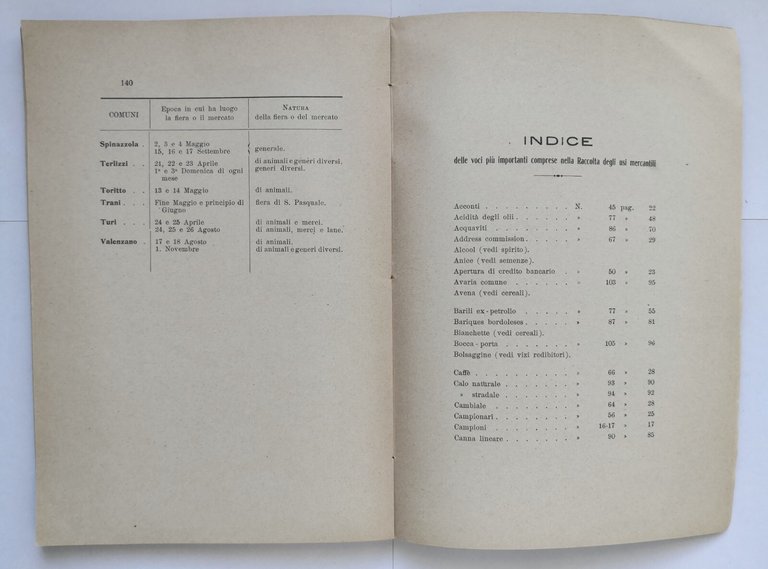 140
COMUNI
Epoca in cui ha luogo
la fiera o il mercato
NATURA
della fiera o del mercato
Spinazzola . 2, 3 e 4 Maggio
15, 16 e 17 Settembre generale.
Terlizzi . . 21, 22 e 23 Aprile di animali e generi diversi.
1ª e 3ª Domenica di ogni generi diversi.
mese
Toritto . . 13 e 14 Maggio di animali.
Trani . . . Fine Maggio e principio di fiera di S. Pasquale.
Giugno
Turi . . 24 e 25 Aprile di animali e merci.
24, 25 e 26 Agosto di animali, merci e lane.
Valenzano . 17 e 18 Agosto di animali.
1. Novembre di animali e generi diversi.
INDICE
delle voci più importanti comprese nella Raccolta degli usi mercantili
Acconti . . . . . . . . . N. 45 pag. 22
Acidità degli olii . . . . . . . » 77 » 48
Acquaviti . . . . . . . . » 86 » 70
Address commission. . . . . . » 67 » 29
Alcool (vedi spirito).
Anice (vedi semenze).
Apertura di credito bancario . » 50 » 23
Avaria comune . . . . . . » 103 » 95
Avena (vedi cereali).
Barili ex-petrolio . . . . . » 77 » 55
Bariques bordoleses . . . . . » 87 » 81
Bianchette (vedi cereali).
Bocca-porta . . . . . . . » 105 » 96
Bolsaggine (vedi vixi redibitori).
Caffè . . . . . . . . . . » 66 » 28
Calo naturale . . . . . . . » 93 » 90
» stradale . . . . . . . » 94 » 92
Cambiale . . . . . . . . » 64 » 28
Campionari . . . . . . . . » 56 » 25
Campioni . . . . . . . . » 16-17 » 17
Canna lineare . . . . . . . » 90 » 85